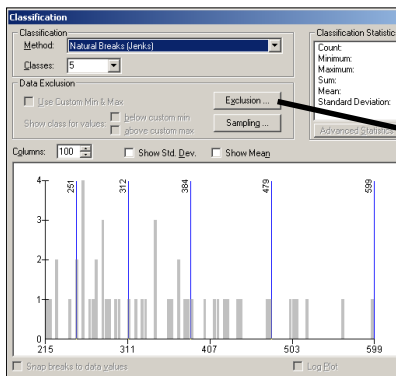 Classification
Classification
Method: Natural Breaks (Jenks)
Classes: 5
Data Exclusion
Use Custom Min & Max
Exclusion ...
Show class for values:
below custom min
above custom max
Sampling ...
Classification Statistics
Count:
Minimum:
Maximum:
Sum:
Mean:
Standard Deviation:
Advanced Statistics
Columns: 100
Show Std. Dev.
Show Mean
251 312 384 479 599
4
3
2
1
0
215 311 407 503 599
Snap breaks to data values
Log Plot